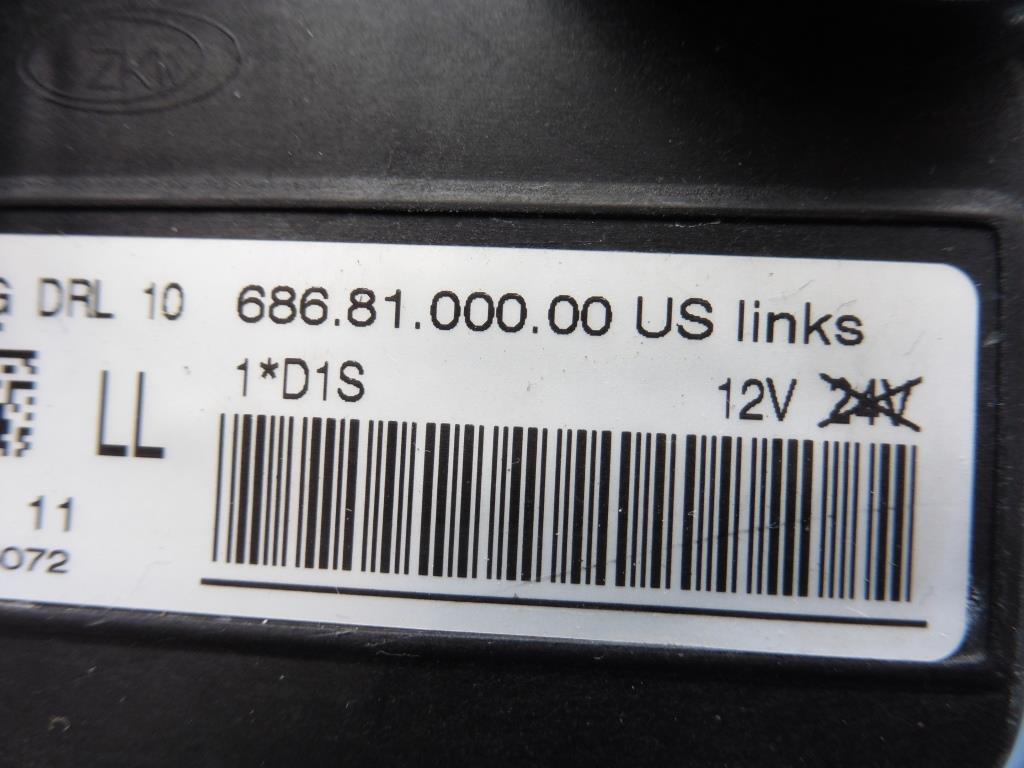 ZKW
G DRL 10 686.81.000.00 US links
1*D1S 12V 24V
LL
11
072